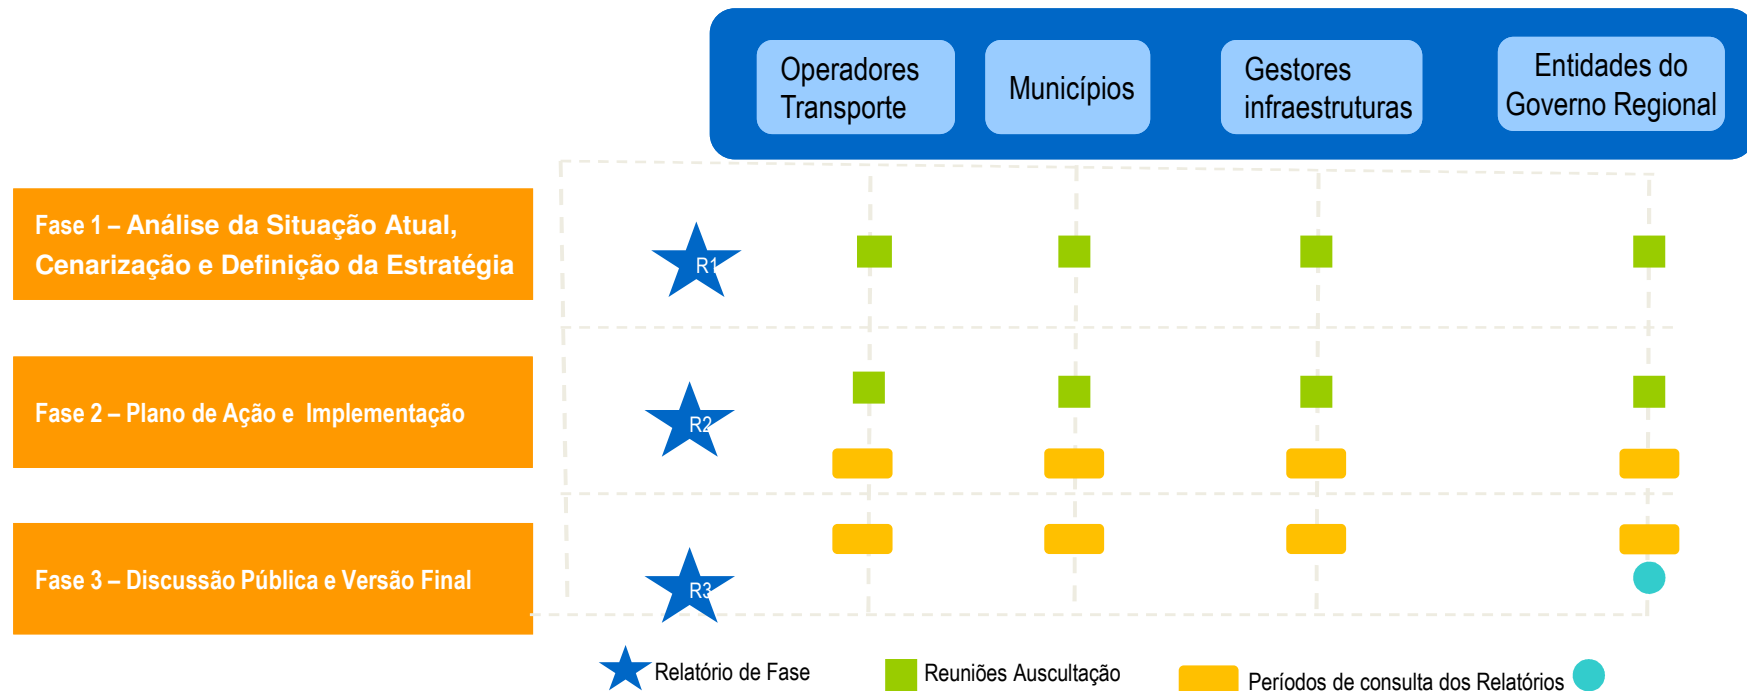 Operadores
Transporte
Municípios
Gestores
infraestruturas
Entidades do
Governo Regional
Fase 1 – Análise da Situação Atual,
Cenarização e Definição da Estratégia
R1
Fase 2 – Plano de Ação e Implementação
R2
Fase 3 – Discussão Pública e Versão Final
R3
Relatório de Fase
Reuniões Auscultação
Períodos de consulta dos Relatórios